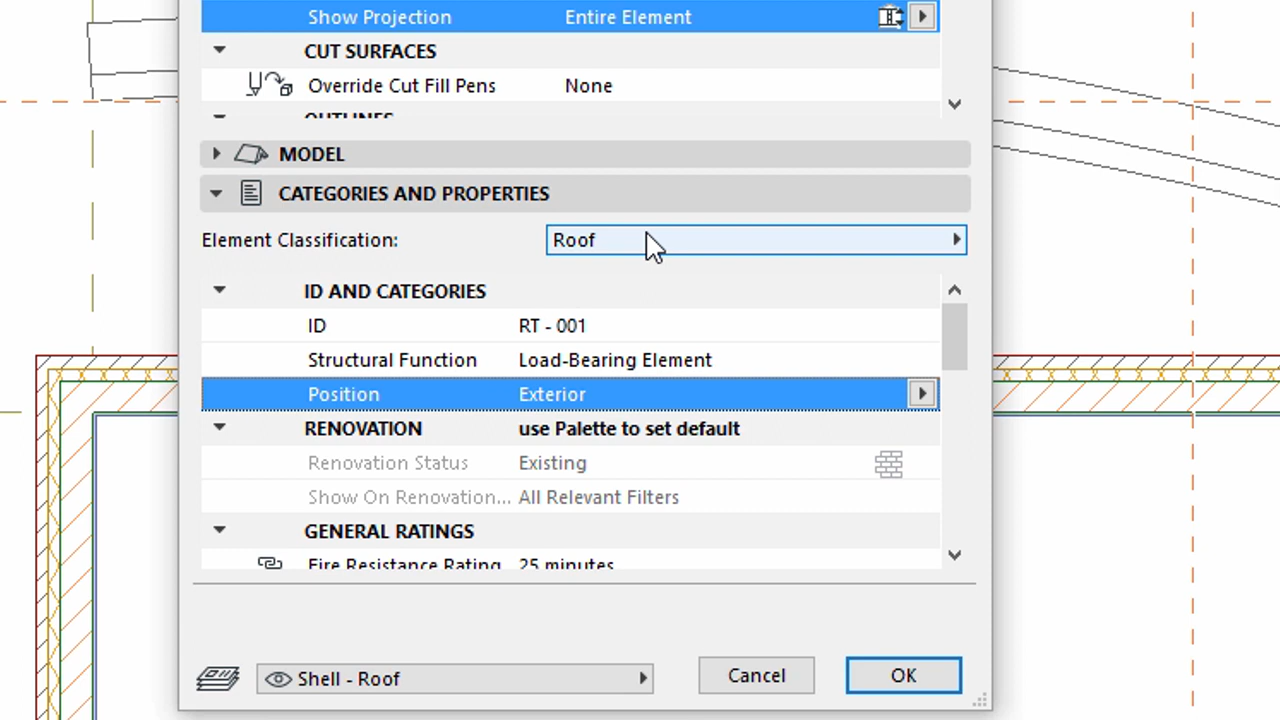 Show Projection Entire Element
CUT SURFACES
Override Cut Fill Pens None
OUTLINES
MODEL
CATEGORIES AND PROPERTIES
Element Classification: Roof
ID AND CATEGORIES
ID RT - 001
Structural Function Load-Bearing Element
Position Exterior
RENOVATION use Palette to set default
Renovation Status Existing
Show On Renovation... All Relevant Filters
GENERAL RATINGS
Fire Resistance Rating 25 minutes
Shell - Roof Cancel OK